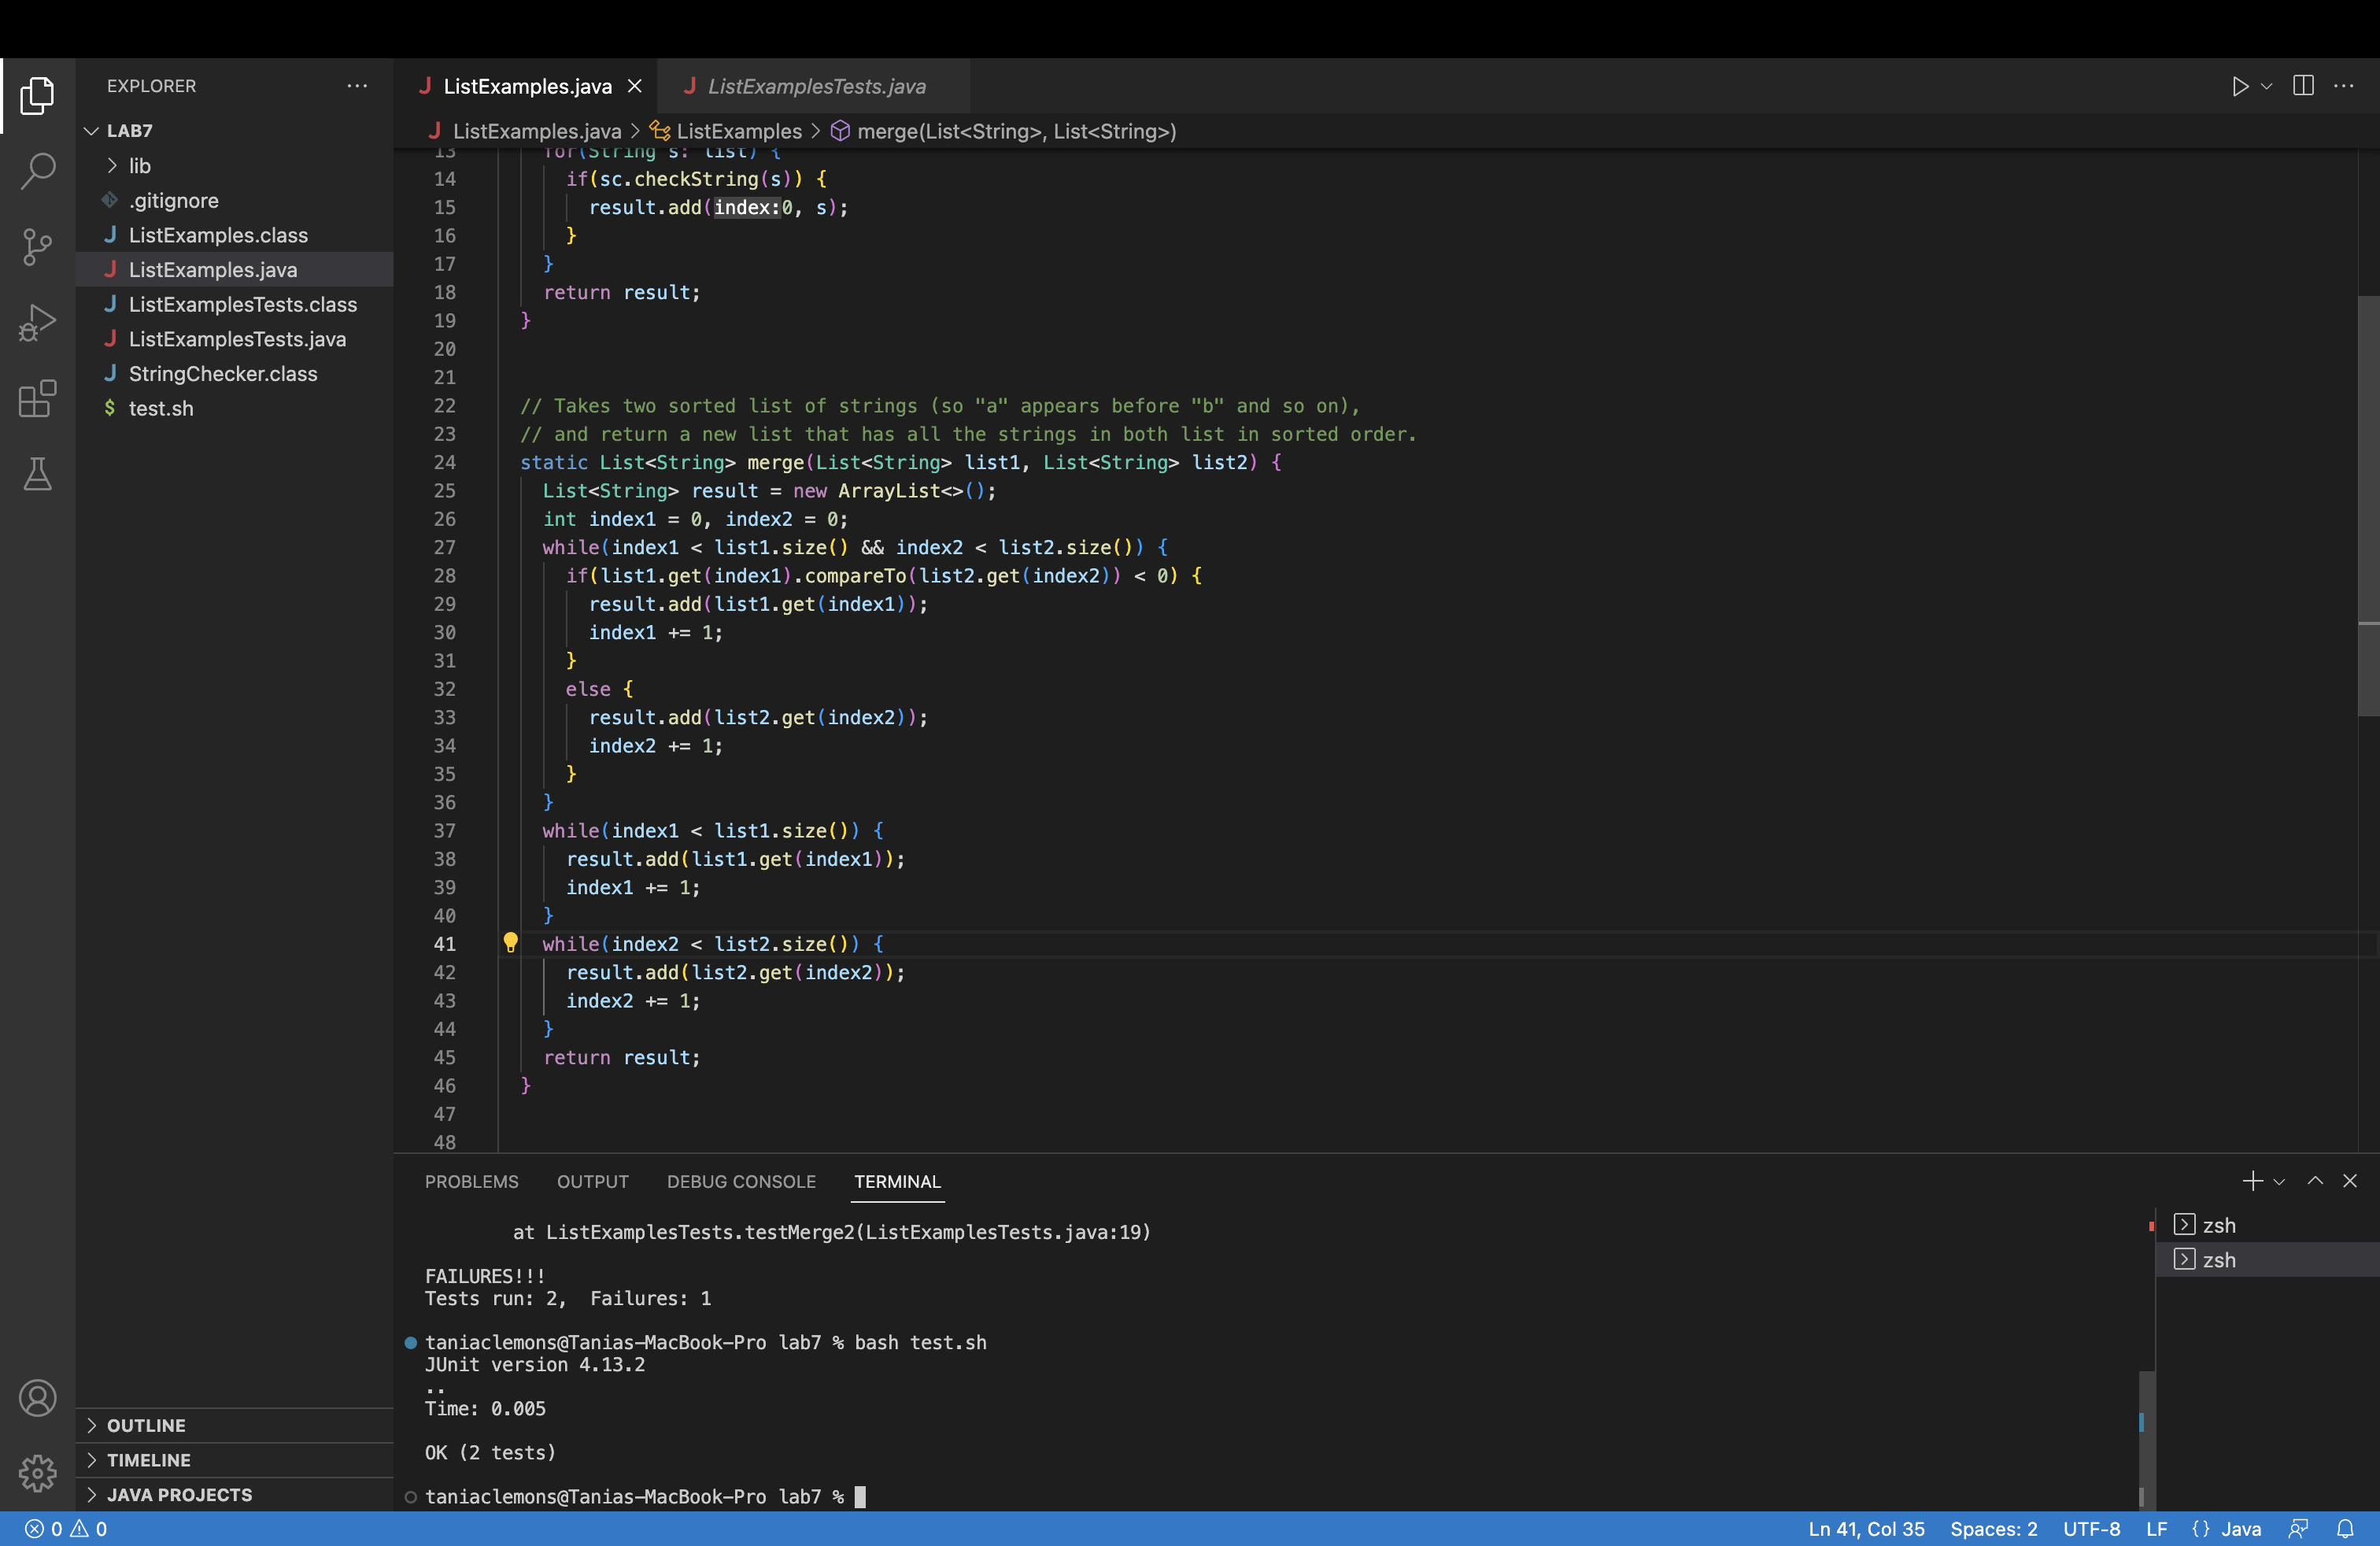 EXPLORER
LAB7
lib
.gitignore
ListExamples.class
ListExamples.java
ListExamplesTests.class
ListExamplesTests.java
StringChecker.class
test.sh
OUTLINE
TIMELINE
JAVA PROJECTS
ListExamples.java
ListExamplesTests.java
ListExamples.java > ListExamples > merge(List<String>, List<String>)
13 for(String s: list) {
14 if(sc.checkString(s)) {
15 result.add(index:0, s);
16 }
17 }
18 return result;
19 }
20
21
22 // Takes two sorted list of strings (so "a" appears before "b" and so on),
23 // and return a new list that has all the strings in both list in sorted order.
24 static List<String> merge(List<String> list1, List<String> list2) {
25 List<String> result = new ArrayList<>();
26 int index1 = 0, index2 = 0;
27 while(index1 < list1.size() && index2 < list2.size()) {
28 if(list1.get(index1).compareTo(list2.get(index2)) < 0) {
29 result.add(list1.get(index1));
30 index1 += 1;
31 }
32 else {
33 result.add(list2.get(index2));
34 index2 += 1;
35 }
36 }
37 while(index1 < list1.size()) {
38 result.add(list1.get(index1));
39 index1 += 1;
40 }
41 while(index2 < list2.size()) {
42 result.add(list2.get(index2));
43 index2 += 1;
44 }
45 return result;
46 }
47
48
PROBLEMS OUTPUT DEBUG CONSOLE TERMINAL
at ListExamplesTests.testMerge2(ListExamplesTests.java:19)
FAILURES!!!
Tests run: 2,  Failures: 1
taniaclemons@Tanias-MacBook-Pro lab7 % bash test.sh
JUnit version 4.13.2
..
Time: 0.005
OK (2 tests)
taniaclemons@Tanias-MacBook-Pro lab7 %
zsh
zsh
0 0
Ln 41, Col 35 Spaces: 2 UTF-8 LF {} Java